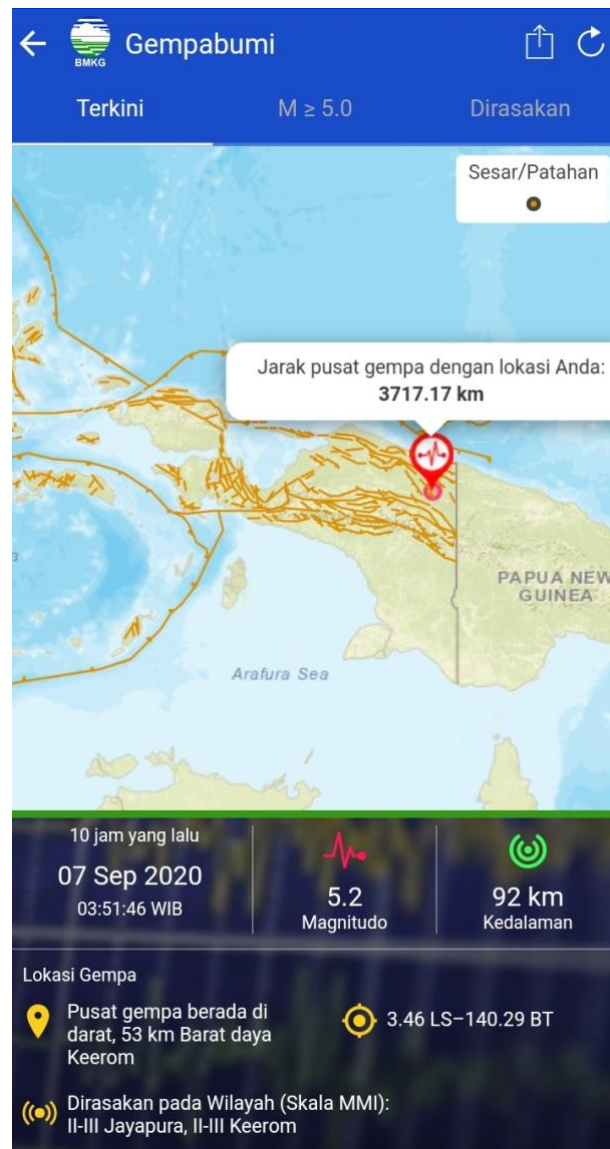 BMKG
Gempabumi
Terkini
M ≥ 5.0
Dirasakan
Sesar/Patahan
Jarak pusat gempa dengan lokasi Anda:
3717.17 km
PAPUA NEW
GUINEA
Arafura Sea
10 jam yang lalu
07 Sep 2020
03:51:46 WIB
5.2
Magnitudo
92 km
Kedalaman
Lokasi Gempa
Pusat gempa berada di
darat, 53 km Barat daya
Keerom
3.46 LS-140.29 BT
Dirasakan pada Wilayah (Skala MMI):
II-III Jayapura, II-III Keerom